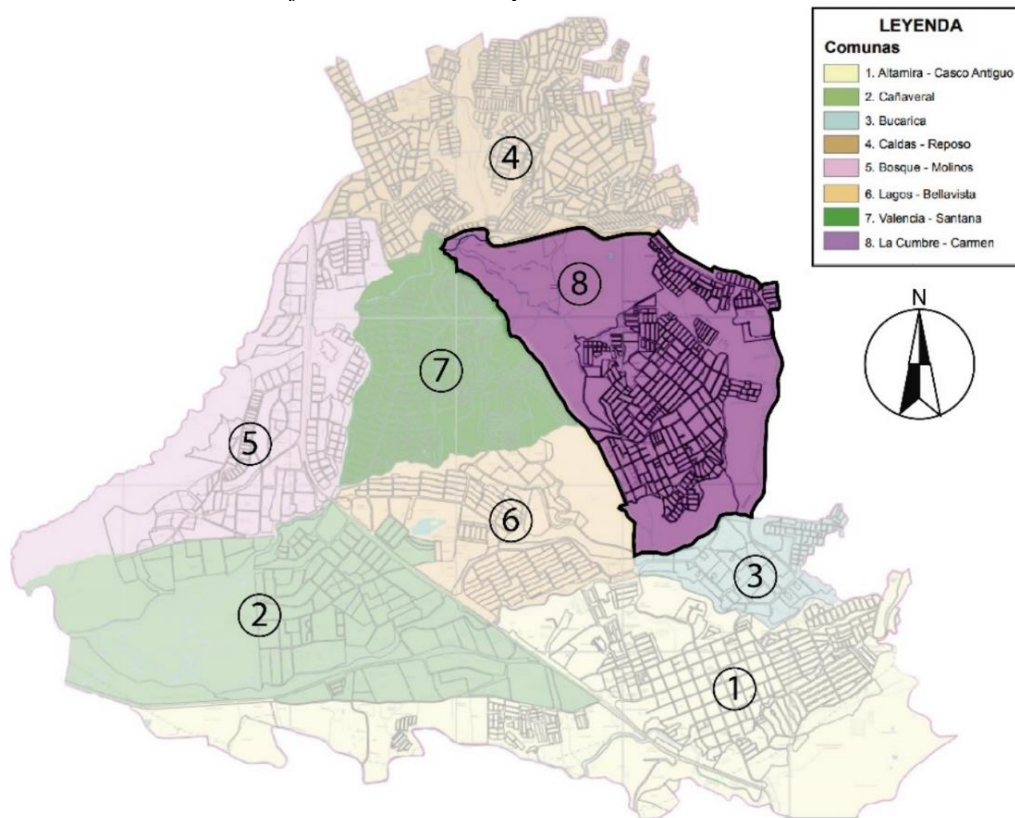 LEYENDA
Comunas
1. Altamira - Casco Antiguo
2. Cañaveral
3. Bucarica
4. Caldas - Reposo
5. Bosque - Molinos
6. Lagos - Bellavista
7. Valencia - Santana
8. La Cumbre - Carmen
N
4
8
7
5
6
3
2
1